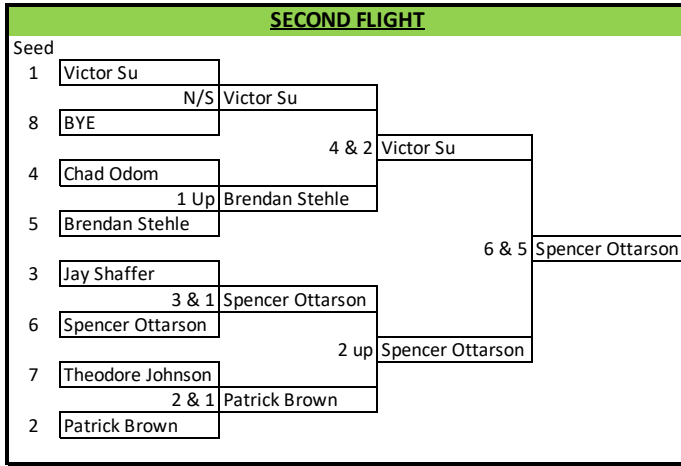 SECOND FLIGHT
Seed
1 Victor Su
N/S Victor Su
8 BYE
4 & 2 Victor Su
4 Chad Odom
1 Up Brendan Stehle
5 Brendan Stehle
6 & 5 Spencer Ottarson
3 Jay Shaffer
3 & 1 Spencer Ottarson
6 Spencer Ottarson
2 up Spencer Ottarson
7 Theodore Johnson
2 & 1 Patrick Brown
2 Patrick Brown